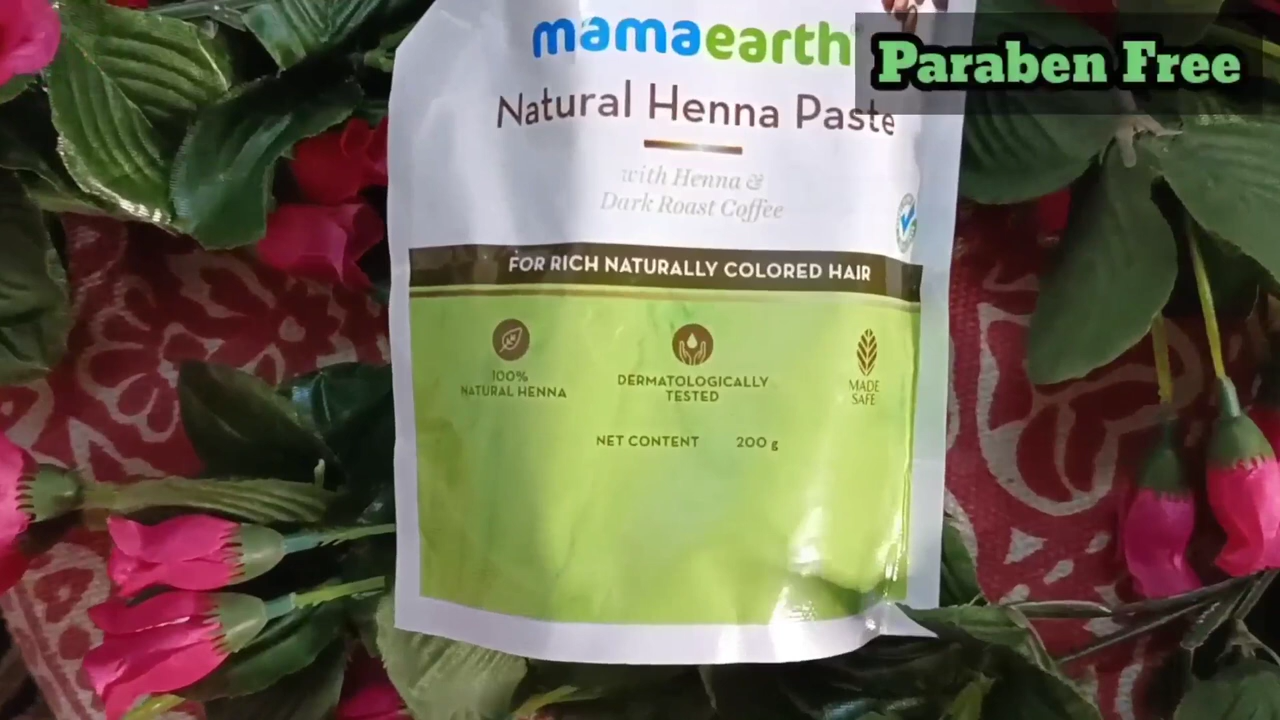 mamaearth
Paraben Free
Natural Henna Paste
with Henna &
Dark Roast Coffee
FOR RICH NATURALLY COLORED HAIR
100%
NATURAL HENNA
DERMATOLOGICALLY
TESTED
MADE
SAFE
NET CONTENT 200 g